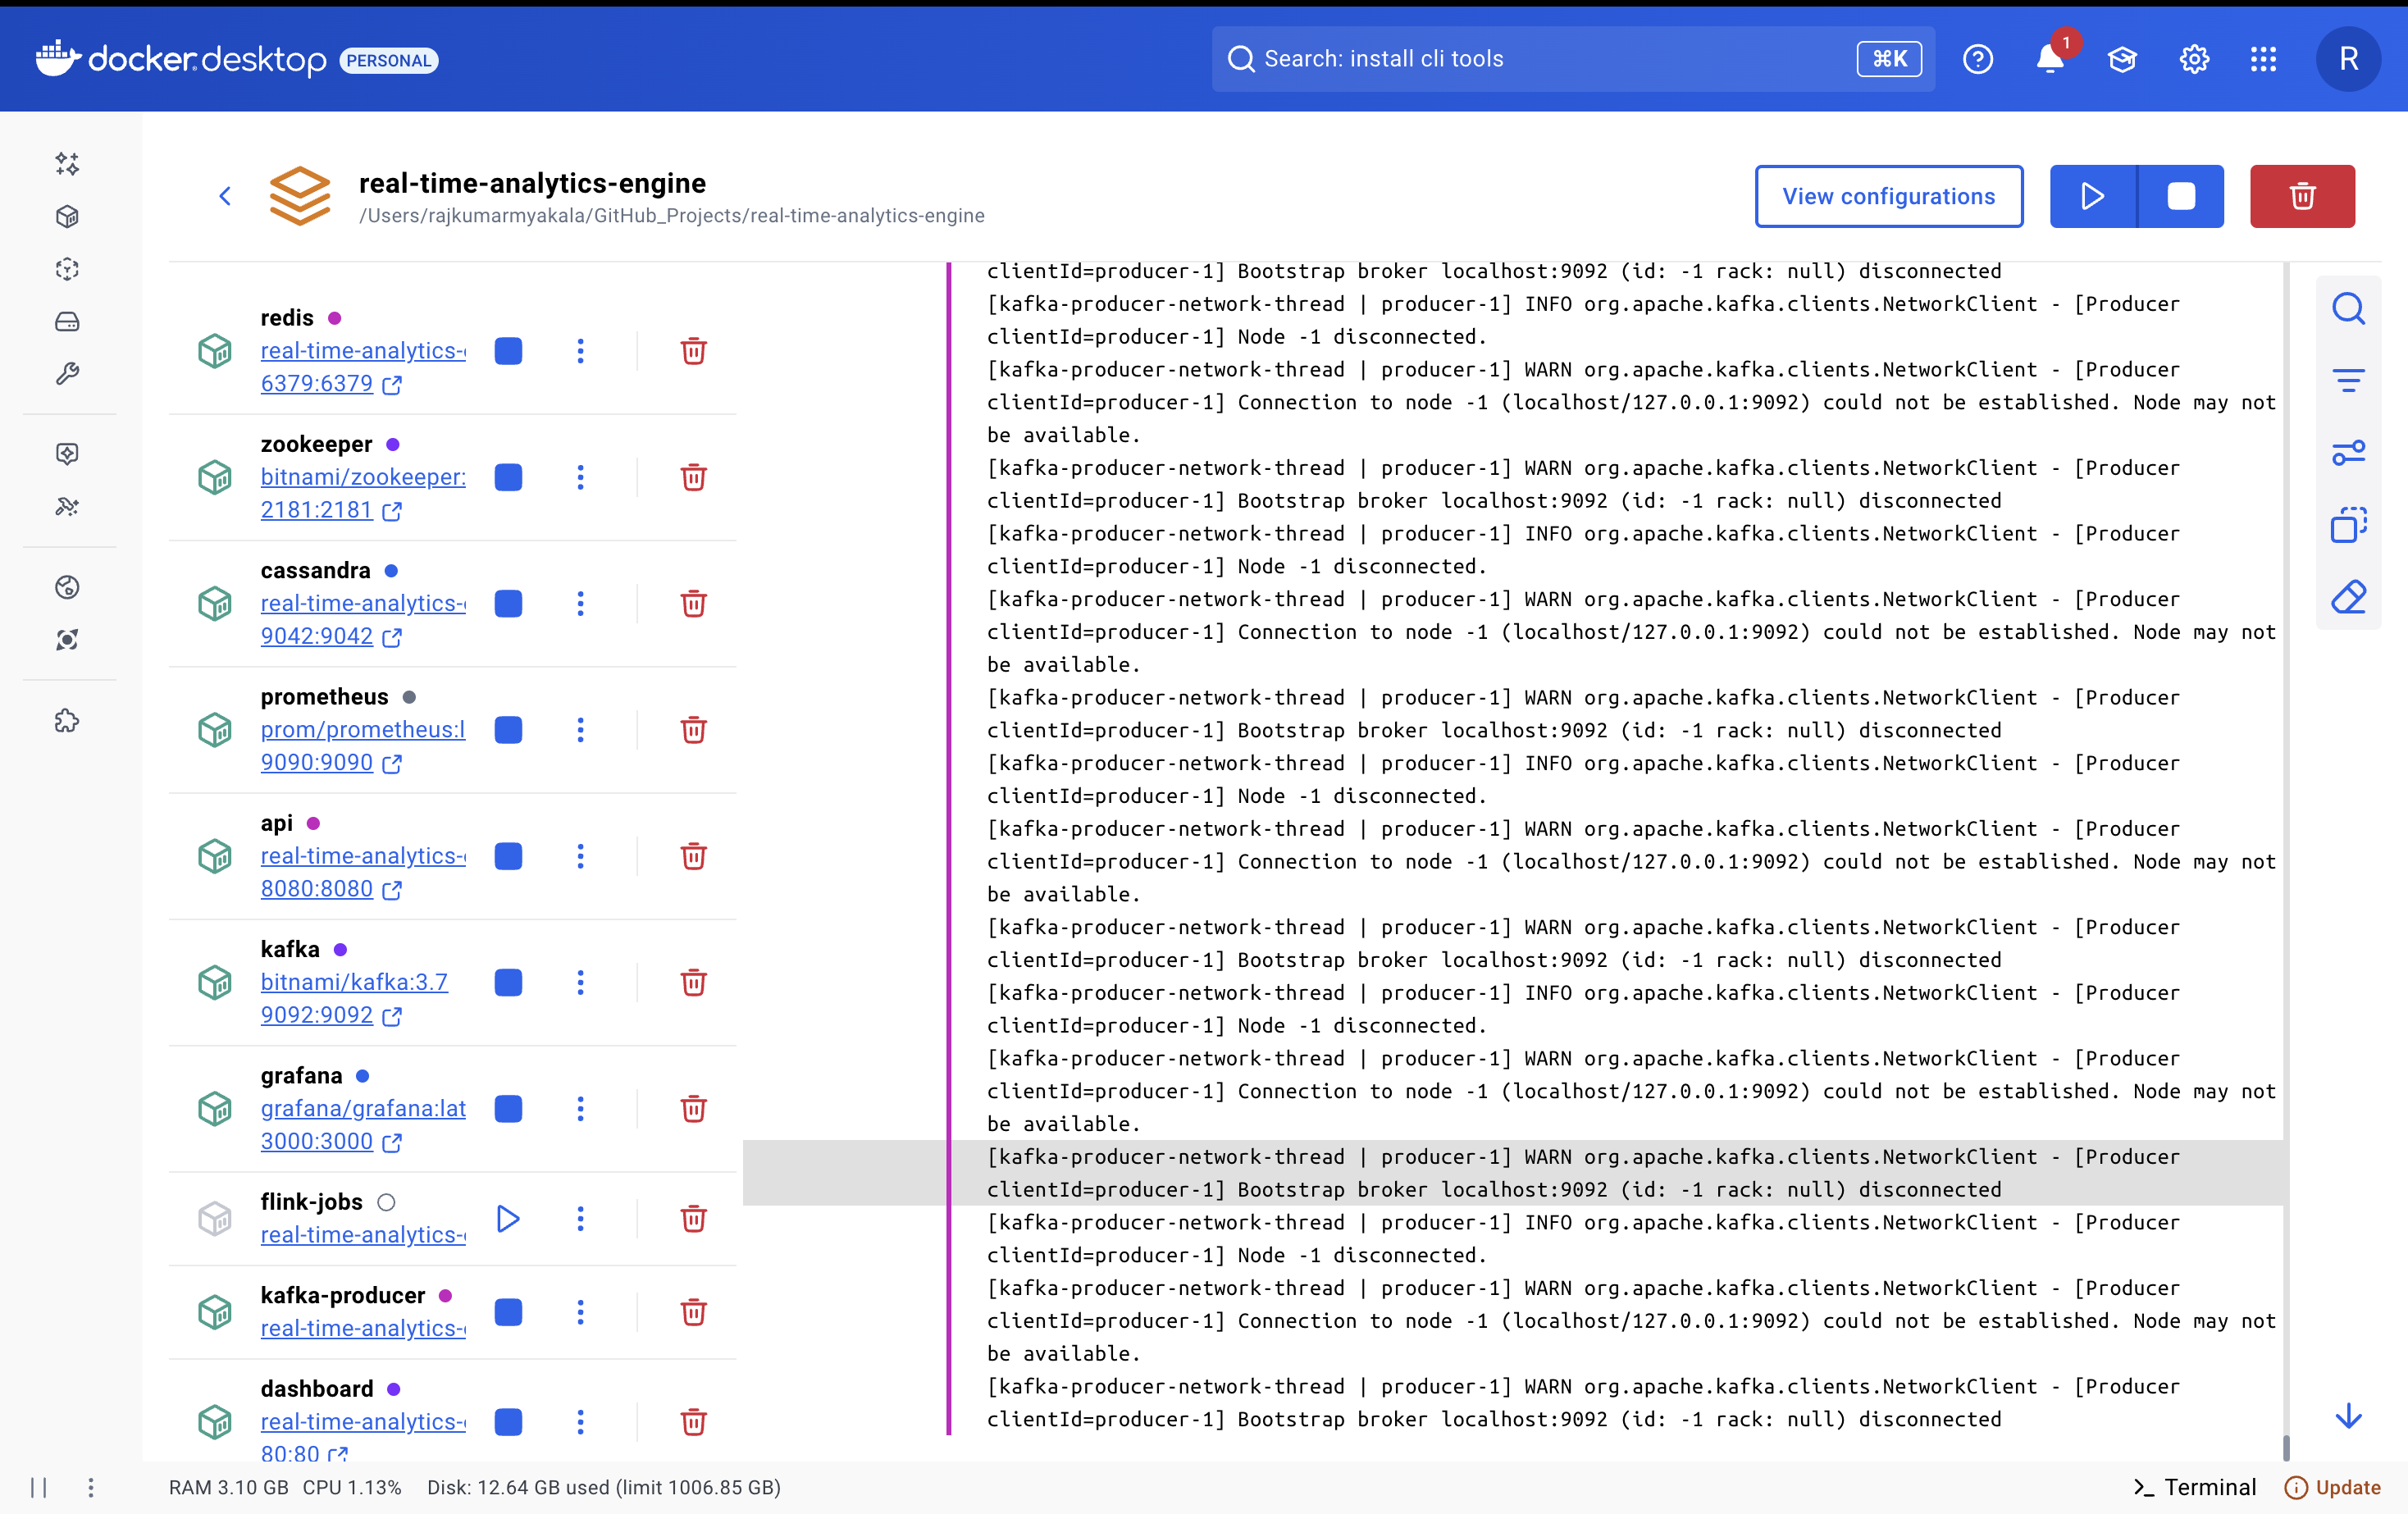 docker desktop PERSONAL
Search: install cli tools
⌘K
1
R
real-time-analytics-engine
/Users/rajkumarmyakala/GitHub_Projects/real-time-analytics-engine
View configurations
redis
real-time-analytics-
6379:6379
zookeeper
bitnami/zookeeper:
2181:2181
cassandra
real-time-analytics-
9042:9042
prometheus
prom/prometheus:l
9090:9090
api
real-time-analytics-
8080:8080
kafka
bitnami/kafka:3.7
9092:9092
grafana
grafana/grafana:lat
3000:3000
flink-jobs
real-time-analytics-
kafka-producer
real-time-analytics-
dashboard
real-time-analytics-
80:80
clientId=producer-1] Bootstrap broker localhost:9092 (id: -1 rack: null) disconnected
[kafka-producer-network-thread | producer-1] INFO org.apache.kafka.clients.NetworkClient - [Producer
clientId=producer-1] Node -1 disconnected.
[kafka-producer-network-thread | producer-1] WARN org.apache.kafka.clients.NetworkClient - [Producer
clientId=producer-1] Connection to node -1 (localhost/127.0.0.1:9092) could not be established. Node may not
be available.
[kafka-producer-network-thread | producer-1] WARN org.apache.kafka.clients.NetworkClient - [Producer
clientId=producer-1] Bootstrap broker localhost:9092 (id: -1 rack: null) disconnected
[kafka-producer-network-thread | producer-1] INFO org.apache.kafka.clients.NetworkClient - [Producer
clientId=producer-1] Node -1 disconnected.
[kafka-producer-network-thread | producer-1] WARN org.apache.kafka.clients.NetworkClient - [Producer
clientId=producer-1] Connection to node -1 (localhost/127.0.0.1:9092) could not be established. Node may not
be available.
[kafka-producer-network-thread | producer-1] WARN org.apache.kafka.clients.NetworkClient - [Producer
clientId=producer-1] Bootstrap broker localhost:9092 (id: -1 rack: null) disconnected
[kafka-producer-network-thread | producer-1] INFO org.apache.kafka.clients.NetworkClient - [Producer
clientId=producer-1] Node -1 disconnected.
[kafka-producer-network-thread | producer-1] WARN org.apache.kafka.clients.NetworkClient - [Producer
clientId=producer-1] Connection to node -1 (localhost/127.0.0.1:9092) could not be established. Node may not
be available.
[kafka-producer-network-thread | producer-1] WARN org.apache.kafka.clients.NetworkClient - [Producer
clientId=producer-1] Bootstrap broker localhost:9092 (id: -1 rack: null) disconnected
[kafka-producer-network-thread | producer-1] INFO org.apache.kafka.clients.NetworkClient - [Producer
clientId=producer-1] Node -1 disconnected.
[kafka-producer-network-thread | producer-1] WARN org.apache.kafka.clients.NetworkClient - [Producer
clientId=producer-1] Connection to node -1 (localhost/127.0.0.1:9092) could not be established. Node may not
be available.
[kafka-producer-network-thread | producer-1] WARN org.apache.kafka.clients.NetworkClient - [Producer
clientId=producer-1] Bootstrap broker localhost:9092 (id: -1 rack: null) disconnected
[kafka-producer-network-thread | producer-1] INFO org.apache.kafka.clients.NetworkClient - [Producer
clientId=producer-1] Node -1 disconnected.
[kafka-producer-network-thread | producer-1] WARN org.apache.kafka.clients.NetworkClient - [Producer
clientId=producer-1] Connection to node -1 (localhost/127.0.0.1:9092) could not be established. Node may not
be available.
[kafka-producer-network-thread | producer-1] WARN org.apache.kafka.clients.NetworkClient - [Producer
clientId=producer-1] Bootstrap broker localhost:9092 (id: -1 rack: null) disconnected
RAM 3.10 GB CPU 1.13% Disk: 12.64 GB used (limit 1006.85 GB)
Terminal
Update